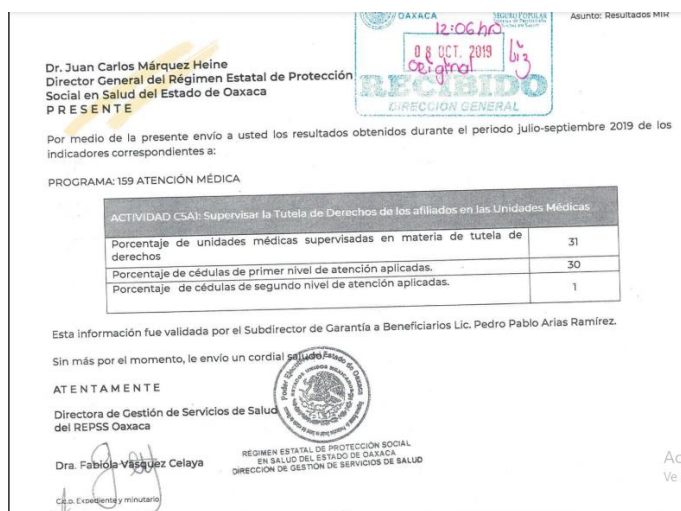 OAXACA
SEGURO POPULAR
Asunto: Resultados MIR
12:06 hrs
08 OCT. 2019
Original
Liz
RECIBIDO
DIRECCIÓN GENERAL
Dr. Juan Carlos Márquez Heine
Director General del Régimen Estatal de Protección
Social en Salud del Estado de Oaxaca
P R E S E N T E
Por medio de la presente envío a usted los resultados obtenidos durante el periodo julio-septiembre 2019 de los
indicadores correspondientes a:
PROGRAMA: 159 ATENCIÓN MÉDICA
ACTIVIDAD C5A1: Supervisar la Tutela de Derechos de los afiliados en las Unidades Médicas
Porcentaje de unidades médicas supervisadas en materia de tutela de
derechos
31
Porcentaje de cédulas de primer nivel de atención aplicadas.
30
Porcentaje de cédulas de segundo nivel de atención aplicadas.
1
Esta información fue validada por el Subdirector de Garantía a Beneficiarios Lic. Pedro Pablo Arias Ramírez.
Sin más por el momento, le envío un cordial saludo.
A T E N T A M E N T E
Directora de Gestión de Servicios de Salud
del REPSS Oaxaca
Dra. Fabiola Vásquez Celaya
RÉGIMEN ESTATAL DE PROTECCIÓN SOCIAL
EN SALUD DEL ESTADO DE OAXACA
DIRECCIÓN DE GESTIÓN DE SERVICIOS DE SALUD
C.c.p. Expediente y minutario
Ac
Ve